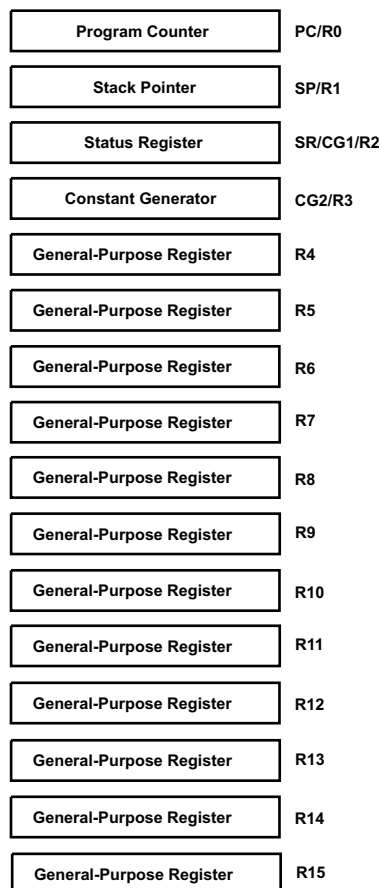 Program Counter PC/R0
Stack Pointer SP/R1
Status Register SR/CG1/R2
Constant Generator CG2/R3
General-Purpose Register R4
General-Purpose Register R5
General-Purpose Register R6
General-Purpose Register R7
General-Purpose Register R8
General-Purpose Register R9
General-Purpose Register R10
General-Purpose Register R11
General-Purpose Register R12
General-Purpose Register R13
General-Purpose Register R14
General-Purpose Register R15